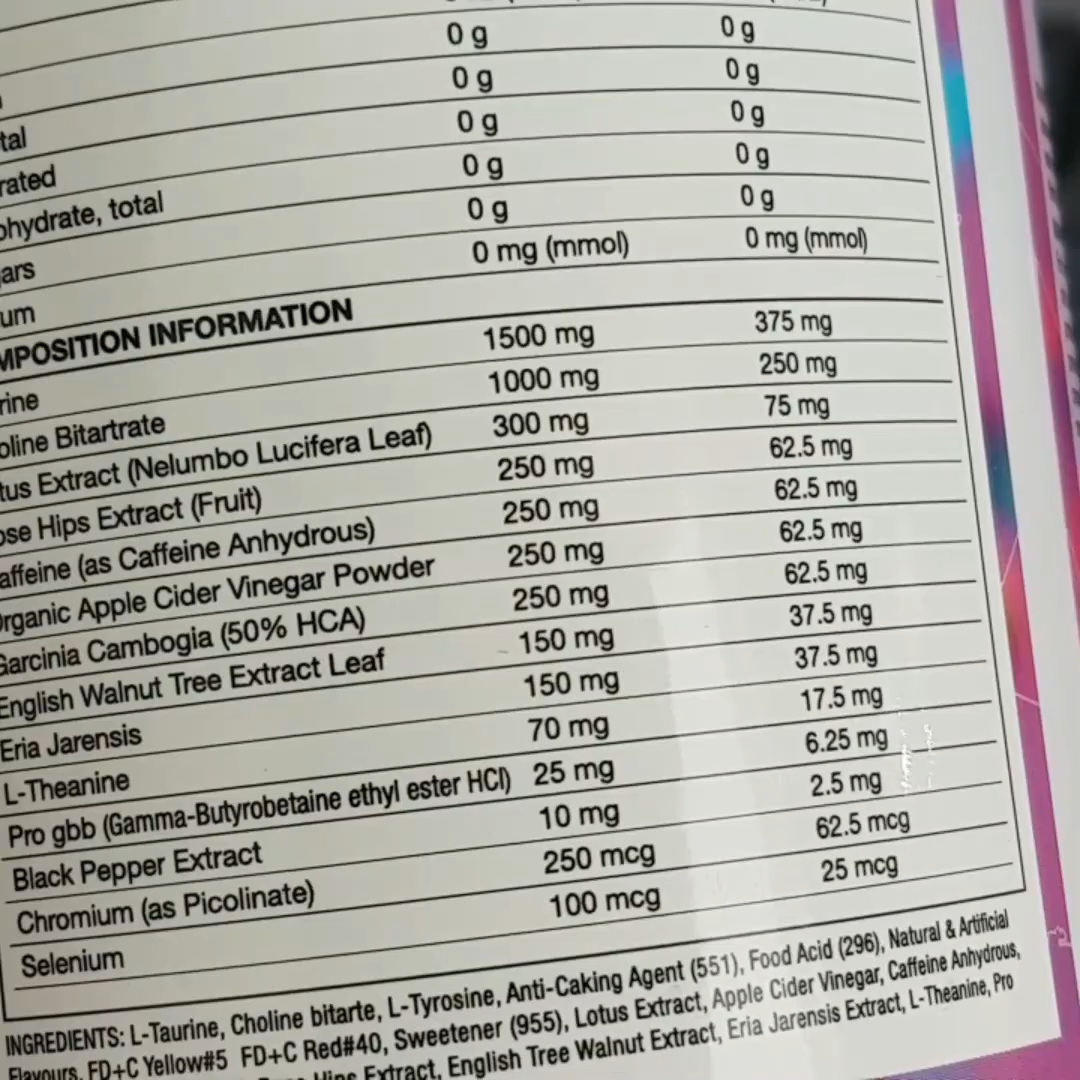 0 g 0 g
tal 0 g 0 g
rated 0 g 0 g
ohydrate, total 0 g 0 g
ars 0 g 0 g
um 0 mg (mmol) 0 mg (mmol)
MPOSITION INFORMATION
rine 1500 mg 375 mg
oline Bitartrate 1000 mg 250 mg
tus Extract (Nelumbo Lucifera Leaf) 300 mg 75 mg
ose Hips Extract (Fruit) 250 mg 62.5 mg
affeine (as Caffeine Anhydrous) 250 mg 62.5 mg
Organic Apple Cider Vinegar Powder 250 mg 62.5 mg
Garcinia Cambogia (50% HCA) 250 mg 62.5 mg
English Walnut Tree Extract Leaf 150 mg 37.5 mg
Eria Jarensis 150 mg 37.5 mg
L-Theanine 70 mg 17.5 mg
Pro gbb (Gamma-Butyrobetaine ethyl ester HCl) 25 mg 6.25 mg
Black Pepper Extract 10 mg 2.5 mg
Chromium (as Picolinate) 250 mcg 62.5 mcg
Selenium 100 mcg 25 mcg
INGREDIENTS: L-Taurine, Choline bitarte, L-Tyrosine, Anti-Caking Agent (551), Food Acid (296), Natural & Artificial
Flavours, FD+C Yellow#5 FD+C Red#40, Sweetener (955), Lotus Extract, Apple Cider Vinegar, Caffeine Anhydrous,
Hips Extract, English Tree Walnut Extract, Eria Jarensis Extract, L-Theanine, Pro